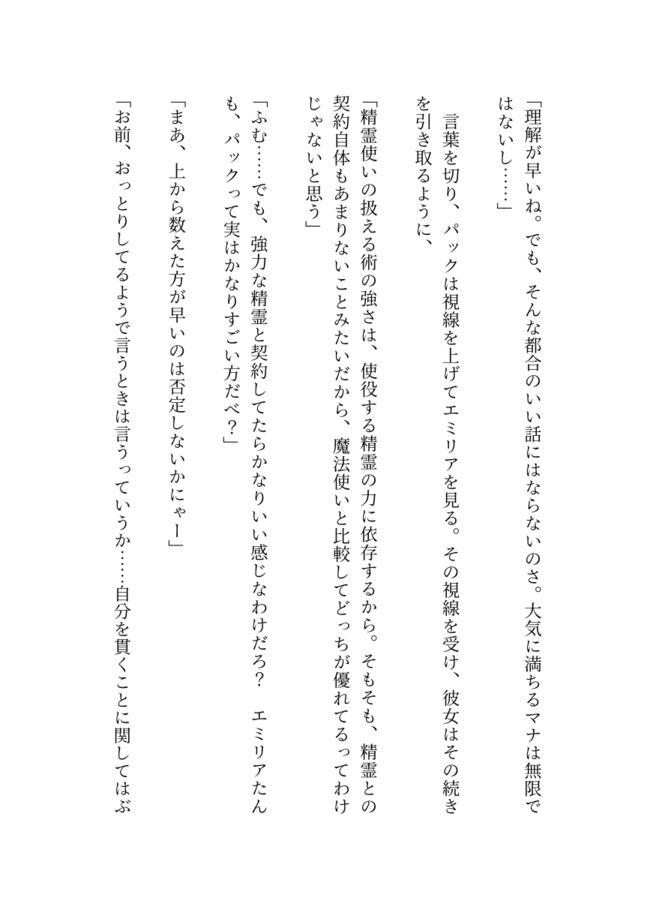 「理解が早いね。でも、そんな都合のいい話にはならないのさ。大気に満ちるマナは無限で
はないし……」
　言葉を切り、パックは視線を上げてエミリアを見る。その視線を受け、彼女はその続き
を引き取るように、
「精霊使いの扱える術の強さは、使役する精霊の力に依存するから。そもそも、精霊との
契約自体もあまりないことみたいだから、魔法使いと比較してどっちが優れてるってわけ
じゃないと思う」
「ふむ……でも、強力な精霊と契約してたらかなりいい感じなわけだろ？　エミリアたん
も、パックって実はかなりすごい方だべ？」
「まあ、上から数えた方が早いのは否定しないかにゃー」
「お前、おっとりしてるようで言うときは言うっていうか……自分を貫くことに関してはぶ